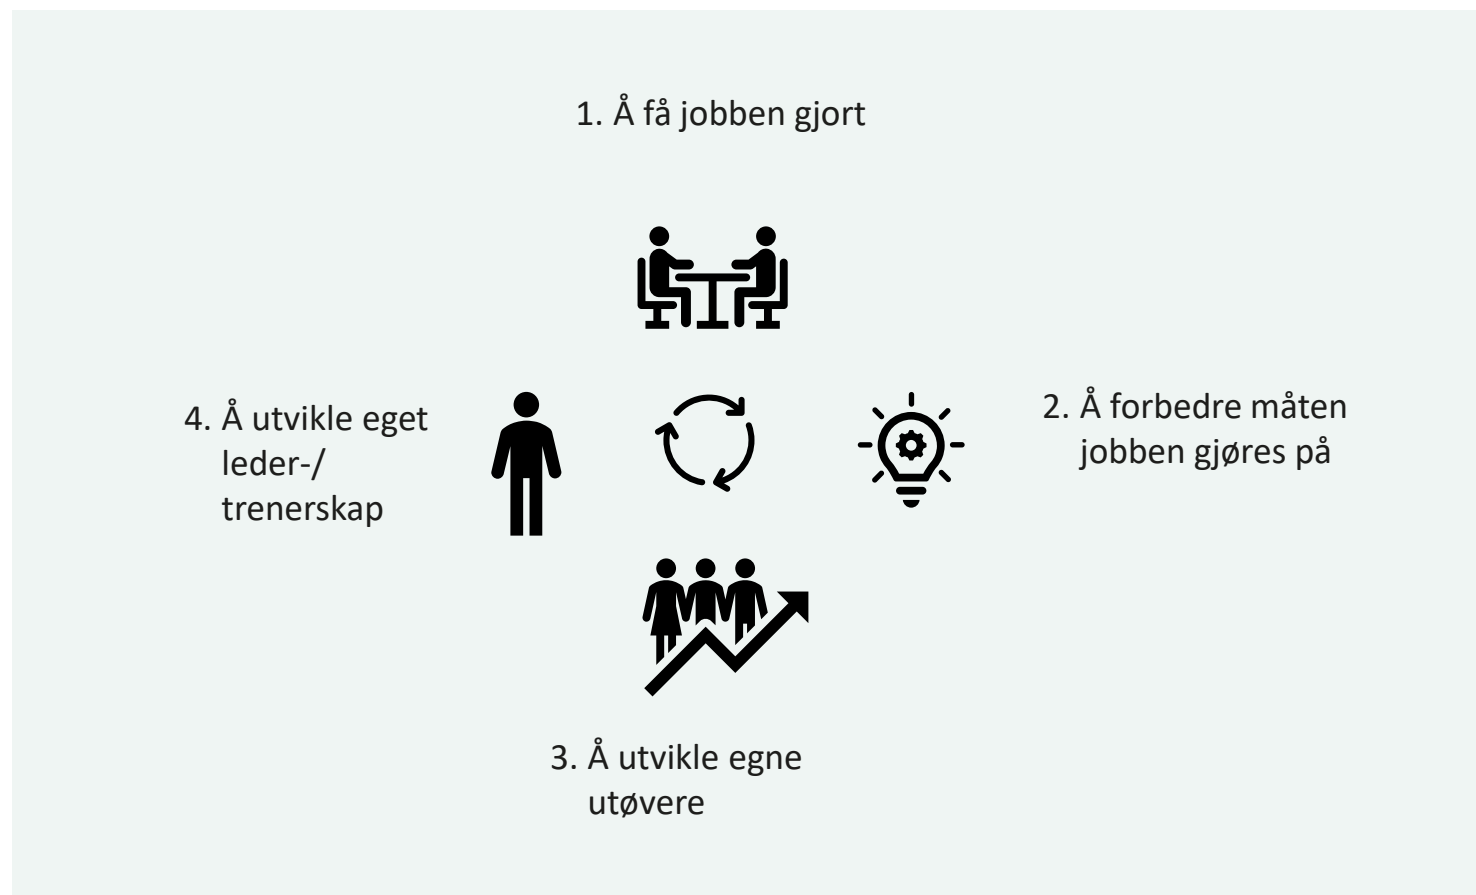 1. Å få jobben gjort
2. Å forbedre måten
jobben gjøres på
3. Å utvikle egne
utøvere
4. Å utvikle eget
leder-/
trenerskap